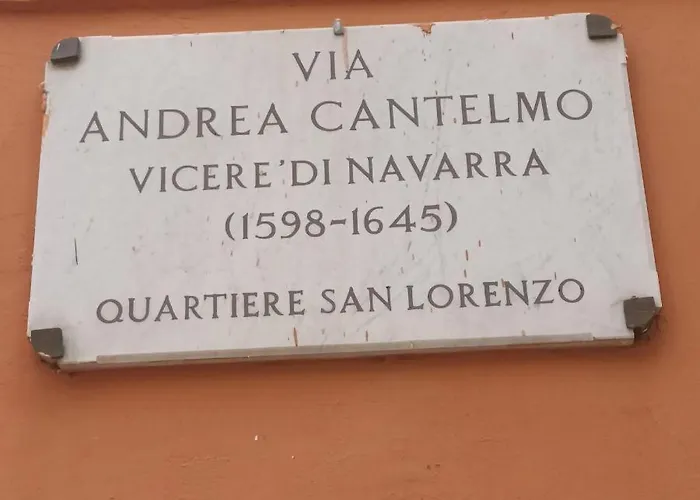 VIA
ANDREA CANTELMO
VICERE' DI NAVARRA
(1598-1645)
QUARTIERE SAN LORENZO